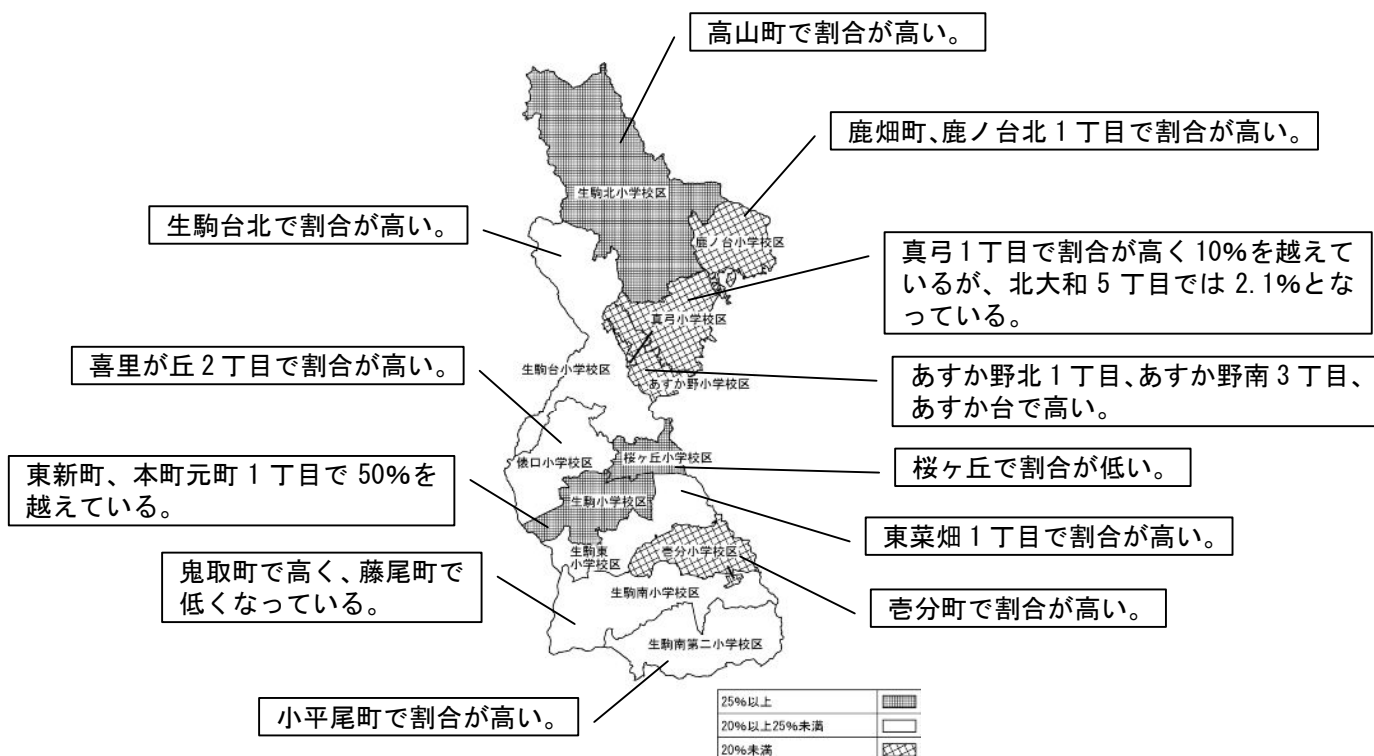 高山町で割合が高い。
鹿畑町、鹿ノ台北1丁目で割合が高い。
生駒北小学校区
生駒台北で割合が高い。
鹿ノ台小学校区
真弓1丁目で割合が高く10%を越えて
いるが、北大和5丁目では2.1%とな
っている。
真弓小学校区
喜里が丘2丁目で割合が高い。
生駒台小学校区
あすか野小学校区
あすか野北1丁目、あすか野南3丁目、
あすか台で高い。
俵口小学校区
桜ヶ丘小学校区
桜ヶ丘で割合が低い。
東新町、本町元町1丁目で50%を
越えている。
生駒小学校区
東菜畑1丁目で割合が高い。
生駒東
小学校区
壱分小学校区
鬼取町で高く、藤尾町で
低くなっている。
生駒南小学校区
壱分町で割合が高い。
生駒南第二小学校区
小平尾町で割合が高い。
25%以上
20%以上25%未満
20%未満